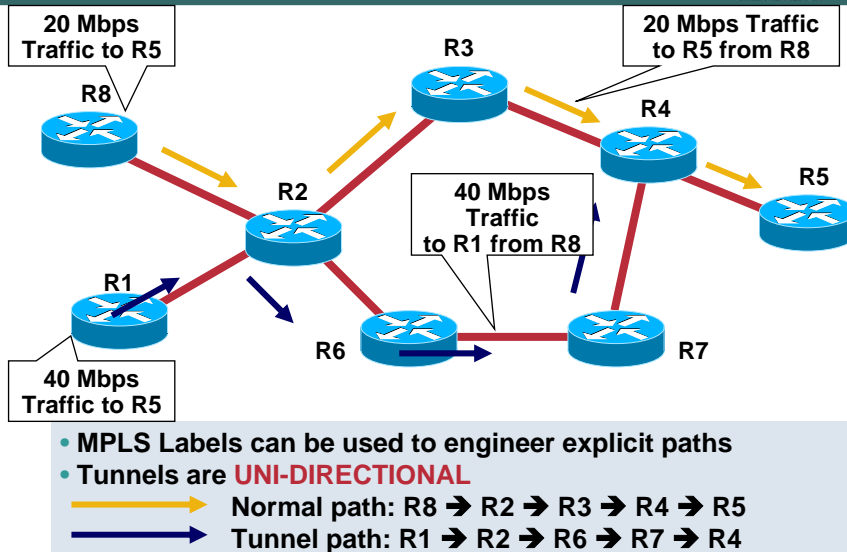 20 Mbps
Traffic to R5
R3
20 Mbps Traffic
to R5 from R8
R8
R4
R2
40 Mbps
Traffic
to R1 from R8
R5
R1
R6
R7
40 Mbps
Traffic to R5
• MPLS Labels can be used to engineer explicit paths
• Tunnels are UNI-DIRECTIONAL
Normal path: R8 ➔ R2 ➔ R3 ➔ R4 ➔ R5
Tunnel path: R1 ➔ R2 ➔ R6 ➔ R7 ➔ R4